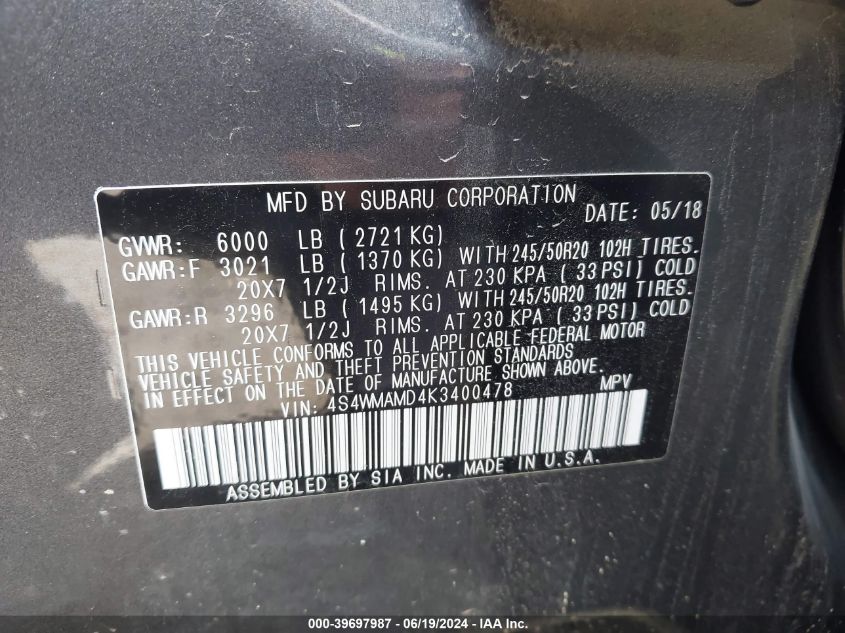 MFD BY SUBARU CORPORATION
DATE: 05/18
GVWR: 6000 LB ( 2721 KG)
GAWR:F 3021 LB ( 1370 KG) WITH 245/50R20 102H TIRES.
20X7 1/2J RIMS. AT 230 KPA ( 33 PSI) COLD
GAWR:R 3296 LB ( 1495 KG) WITH 245/50R20 102H TIRES.
20X7 1/2J RIMS. AT 230 KPA ( 33 PSI) COLD
THIS VEHICLE CONFORMS TO ALL APPLICABLE FEDERAL MOTOR
VEHICLE SAFETY AND THEFT PREVENTION STANDARDS
IN EFFECT ON THE DATE OF MANUFACTURE SHOWN ABOVE.
VIN: 4S4WMAMD4K3400478 MPV
ASSEMBLED BY SIA INC. MADE IN U.S.A.
000-39697987 - 06/19/2024 - IAA Inc.